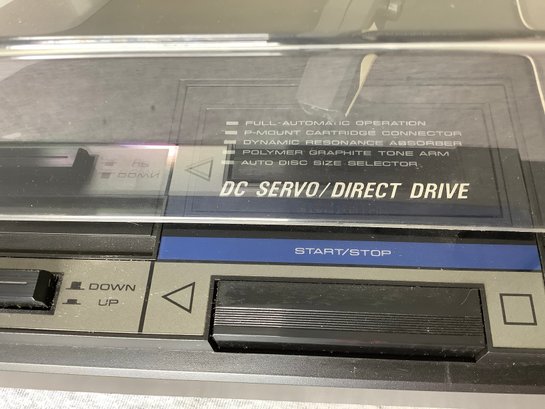 FULL-AUTOMATIC OPERATION
P-MOUNT CARTRIDGE CONNECTOR
DYNAMIC RESONANCE ABSORBER
POLYMER GRAPHITE TONE ARM
AUTO DISC SIZE SELECTOR
DC SERVO/DIRECT DRIVE
START/STOP
DOWN
UP